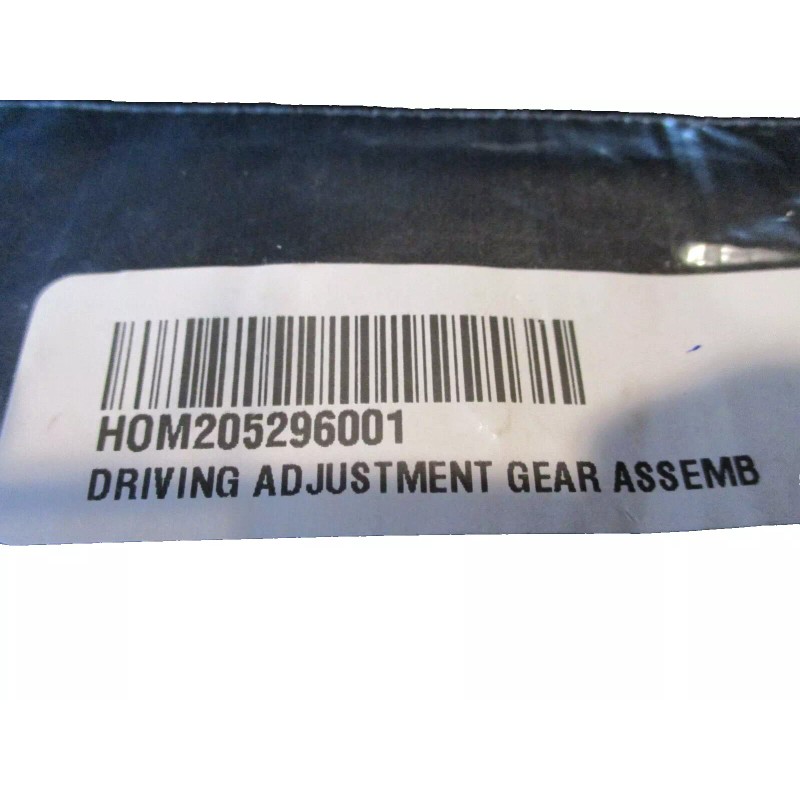 HOM205296001
DRIVING ADJUSTMENT GEAR ASSEMB